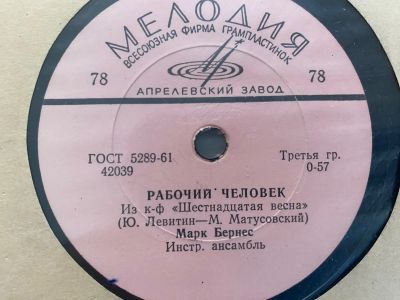 МЕЛОДИЯ
ВСЕСОЮЗНАЯ ФИРМА ГРАМПЛАСТИНОК
78 78
АПРЕЛЕВСКИЙ ЗАВОД
ГОСТ 5289-61 Третья гр.
42039 0-57
РАБОЧИЙ ЧЕЛОВЕК
Из к-ф «Шестнадцатая весна»
(Ю. Левитин—М. Матусовский)
Марк Бернес
Инстр. ансамбль